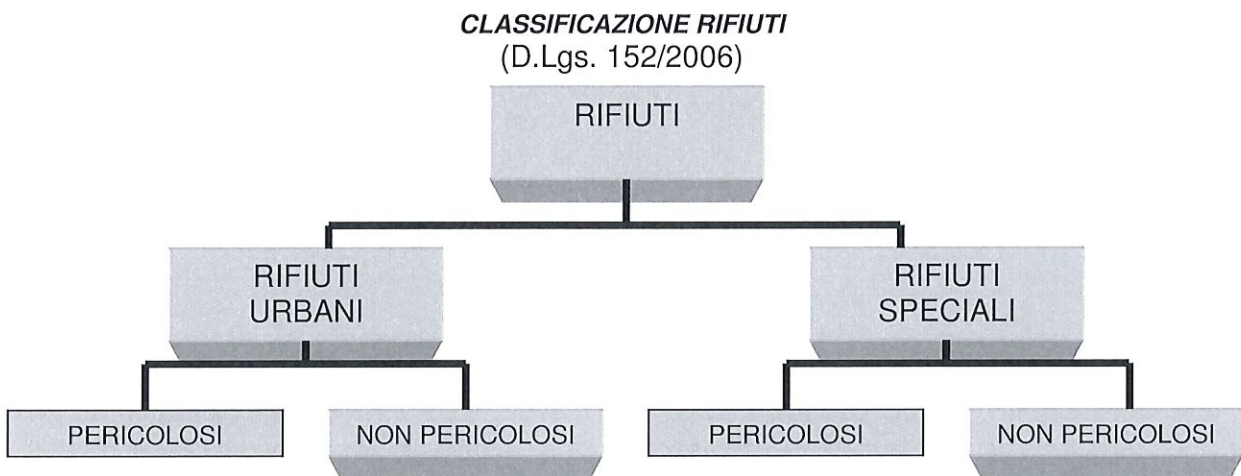 CLASSIFICAZIONE RIFIUTI
(D.Lgs. 152/2006)
RIFIUTI
RIFIUTI
URBANI
RIFIUTI
SPECIALI
PERICOLOSI
NON PERICOLOSI
PERICOLOSI
NON PERICOLOSI